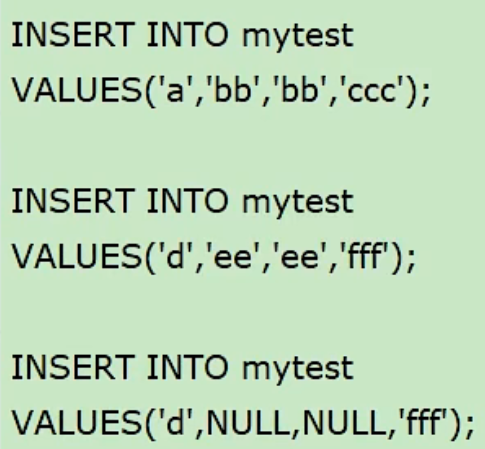 INSERT INTO mytest
VALUES('a','bb','bb','ccc');
INSERT INTO mytest
VALUES('d','ee','ee','fff');
INSERT INTO mytest
VALUES('d',NULL,NULL,'fff');